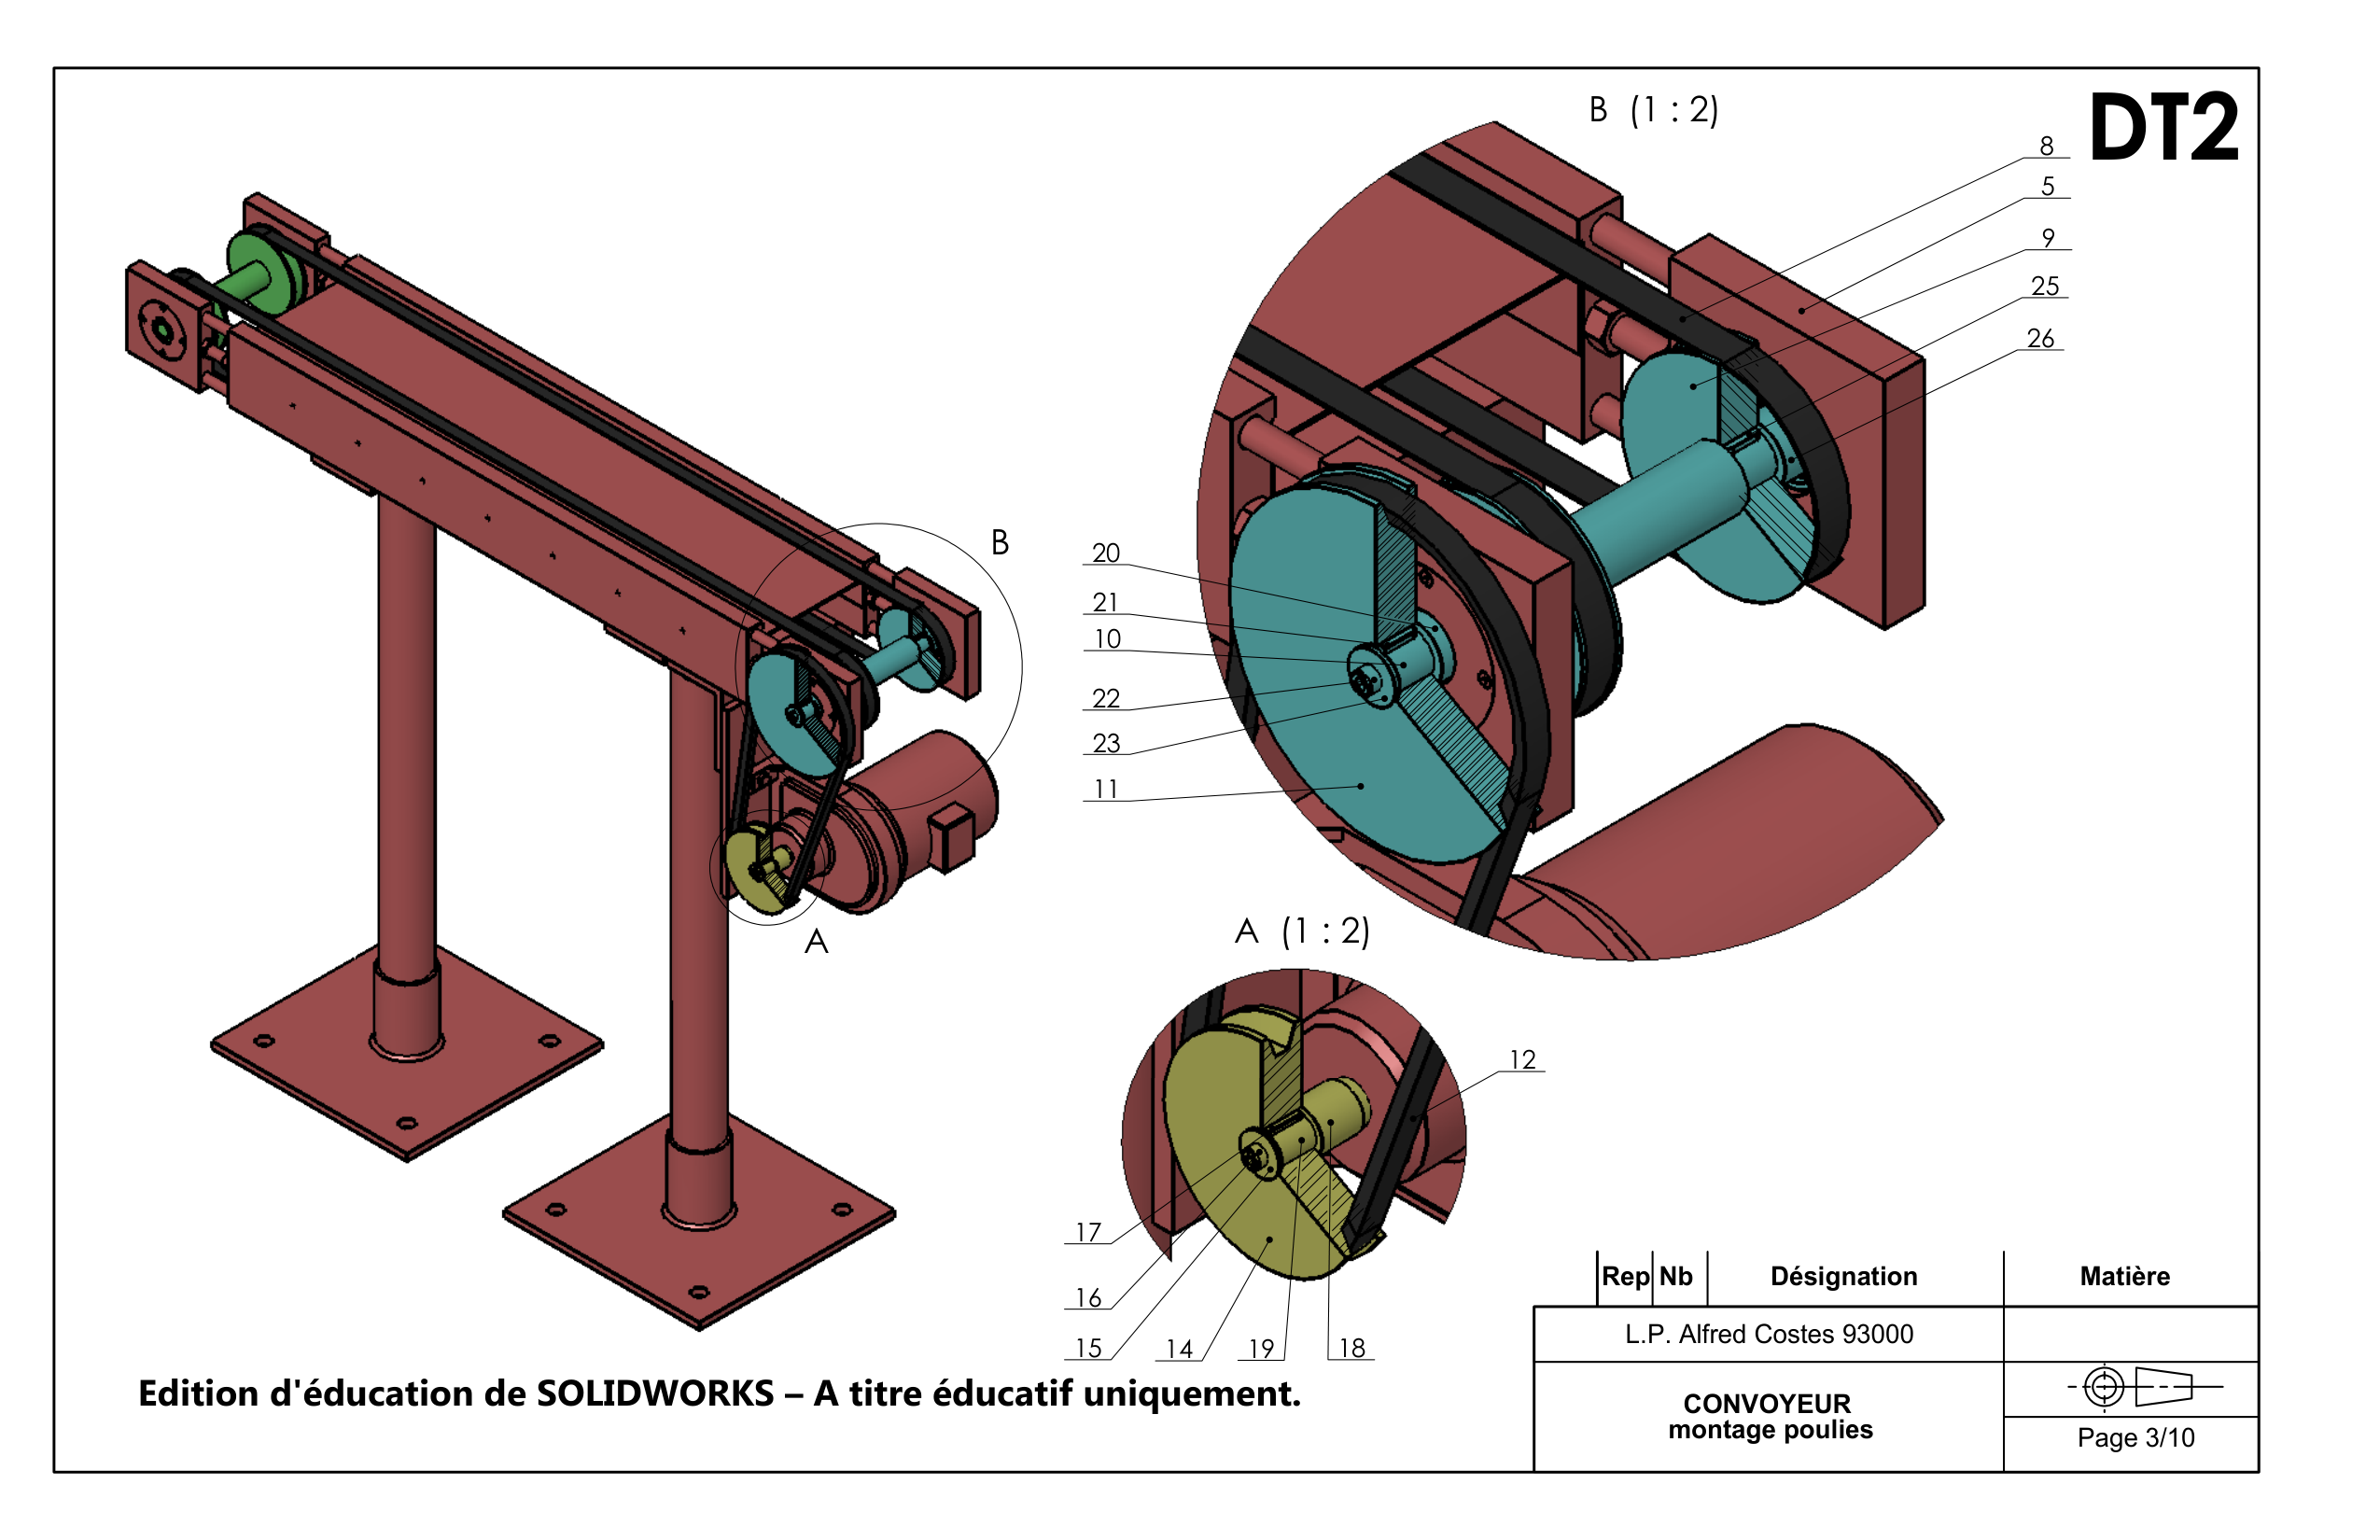 DT2
B (1 : 2)
8
5
9
25
26
B
20
21
10
22
23
11
A
A (1 : 2)
12
17
16
15
14
19
18
Rep Nb Désignation Matière
L.P. Alfred Costes 93000
CONVOYEUR
montage poulies
Page 3/10
Edition d'éducation de SOLIDWORKS – A titre éducatif uniquement.